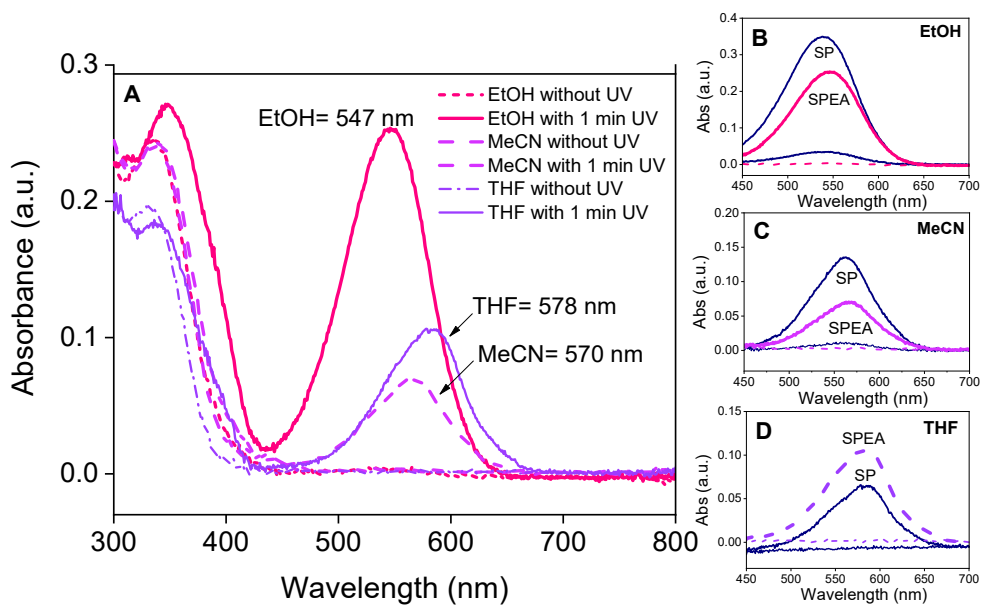 A
EtOH= 547 nm
EtOH without UV
EtOH with 1 min UV
MeCN without UV
MeCN with 1 min UV
THF without UV
THF with 1 min UV
THF= 578 nm
MeCN= 570 nm
0.3
0.2
0.1
0.0
Absorbance (a.u.)
300 400 500 600 700 800
Wavelength (nm)
B EtOH
SP
SPEA
0.4
0.3
0.2
0.1
0.0
Abs (a.u.)
450 500 550 600 650 700
Wavelength (nm)
C MeCN
SP
SPEA
0.20
0.15
0.10
0.05
0.00
Abs (a.u.)
450 500 550 600 650 700
Wavelength (nm)
D THF
SPEA
SP
0.15
0.10
0.05
0.00
Abs (a.u.)
450 500 550 600 650 700
Wavelength (nm)